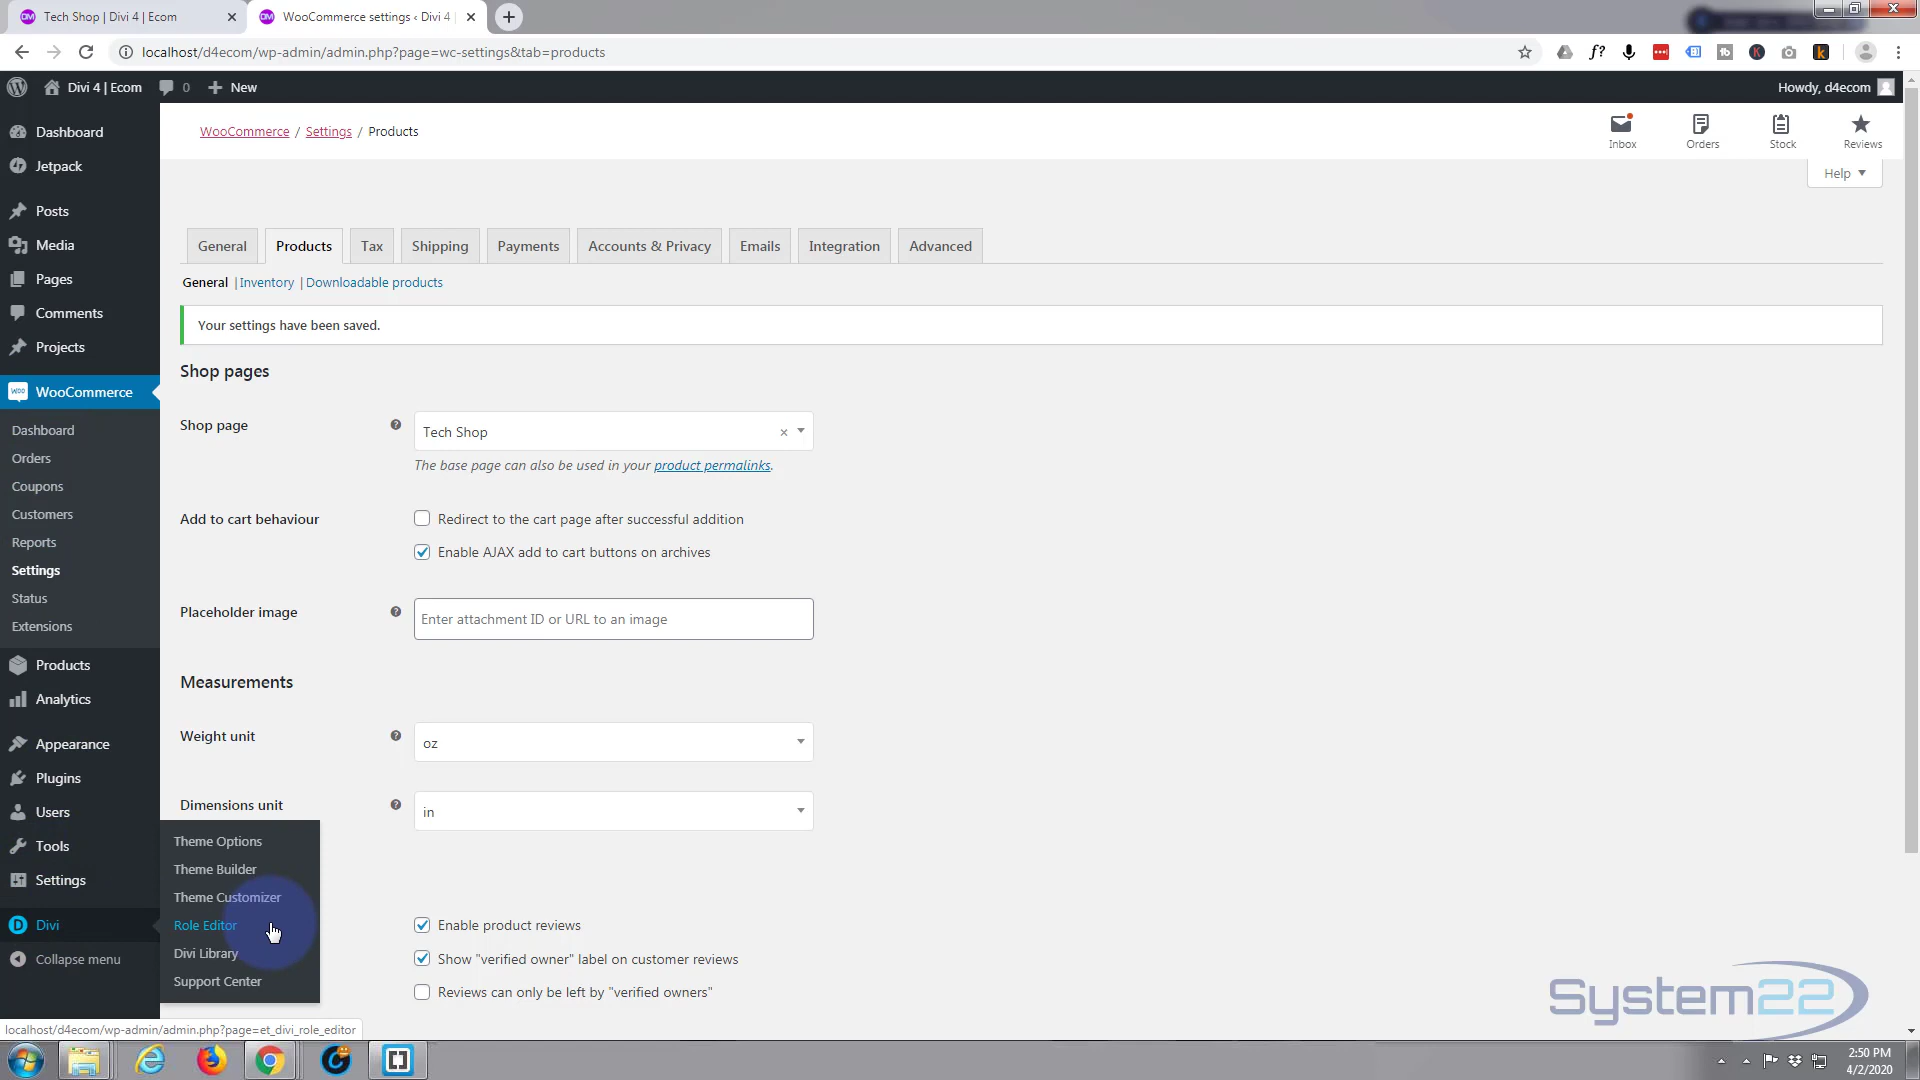 Tech Shop | Divi 4 | Ecom
WooCommerce settings ‹ Divi 4 |
localhost/d4ecom/wp-admin/admin.php?page=wc-settings&tab=products
Divi 4 | Ecom
0
New
Howdy, d4ecom
Dashboard
Jetpack
Posts
Media
Pages
Comments
Projects
WooCommerce
Dashboard
Orders
Coupons
Customers
Reports
Settings
Status
Extensions
Products
Analytics
Appearance
Plugins
Users
Tools
Settings
Divi
Collapse menu
Theme Options
Theme Builder
Theme Customizer
Role Editor
Divi Library
Support Center
WooCommerce / Settings / Products
Inbox
Orders
Stock
Reviews
Help
General
Products
Tax
Shipping
Payments
Accounts & Privacy
Emails
Integration
Advanced
General | Inventory | Downloadable products
Your settings have been saved.
Shop pages
Shop page
Tech Shop
The base page can also be used in your product permalinks.
Add to cart behaviour
Redirect to the cart page after successful addition
Enable AJAX add to cart buttons on archives
Placeholder image
Enter attachment ID or URL to an image
Measurements
Weight unit
oz
Dimensions unit
in
Enable product reviews
Show "verified owner" label on customer reviews
Reviews can only be left by "verified owners"
System22
localhost/d4ecom/wp-admin/admin.php?page=et_divi_role_editor
2:50 PM
4/2/2020